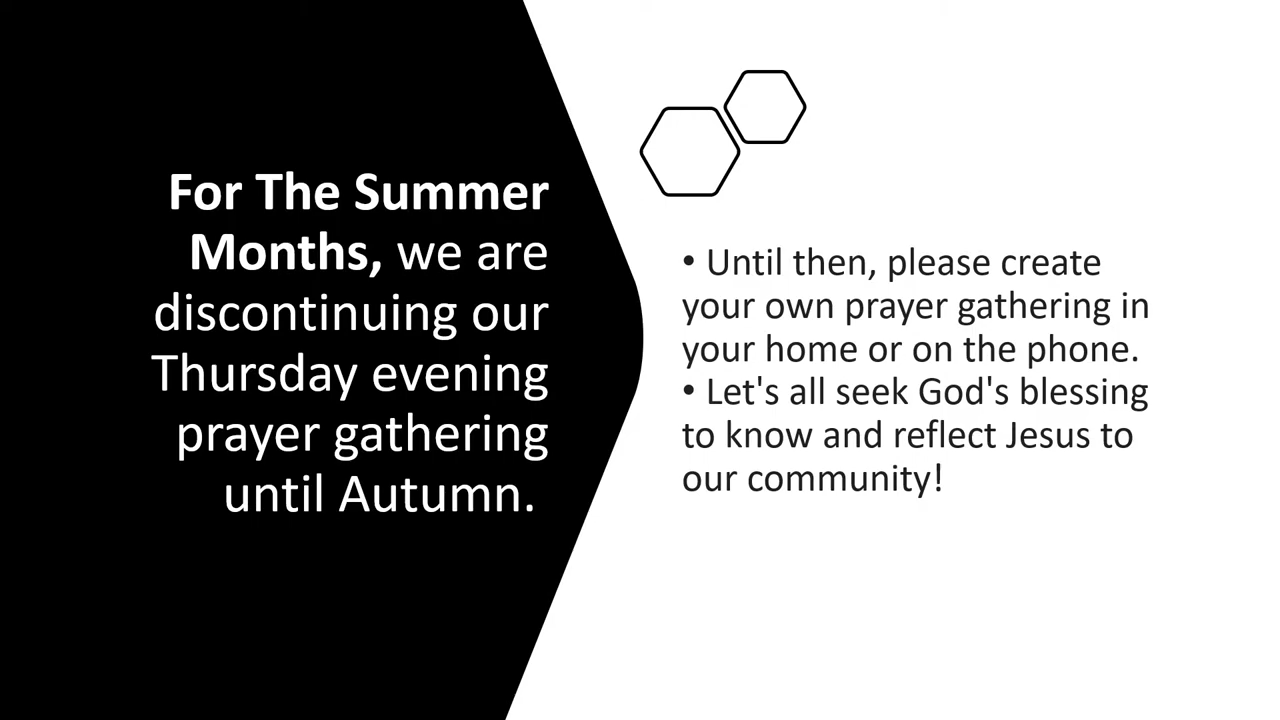 For The Summer
Months, we are
discontinuing our
Thursday evening
prayer gathering
until Autumn.
• Until then, please create
your own prayer gathering in
your home or on the phone.
• Let's all seek God's blessing
to know and reflect Jesus to
our community!